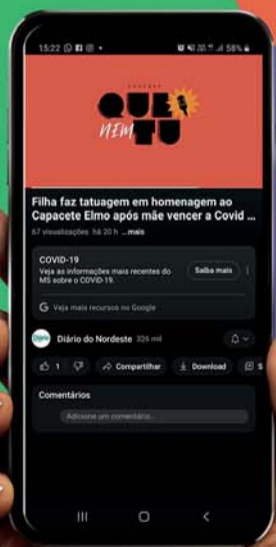 15:22
58%
PODCAST
QUE
NEM
TU
Filha faz tatuagem em homenagem ao
Capacete Elmo após mãe vencer a Covid ...
67 visualizações há 20 h ...mais
COVID-19
Veja as informações mais recentes do
MS sobre o COVID-19.
Saiba mais
G Veja mais recursos no Google
Diário do Nordeste 326 mil
1 Compartilhar Download S
Comentários
Adicione um comentário...